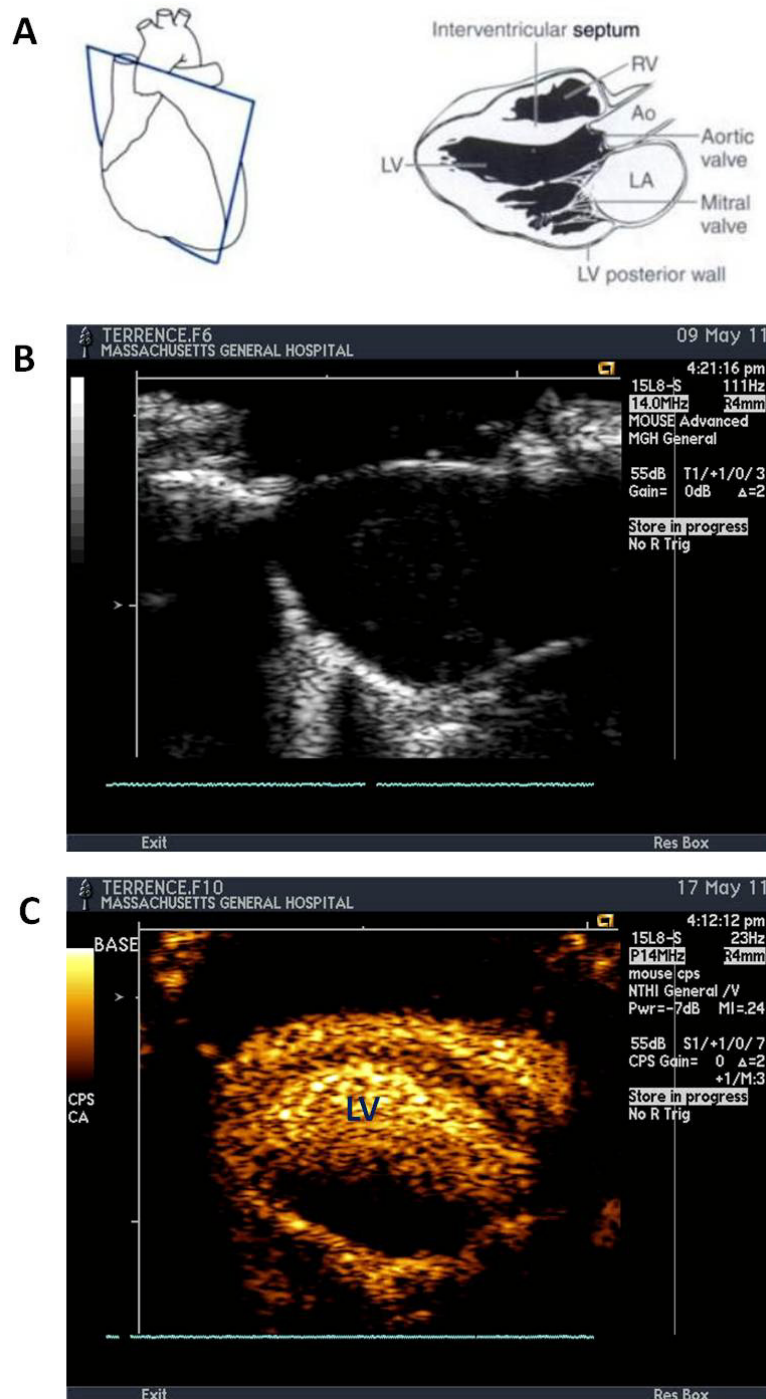 A
Interventricular septum
RV
Ao
Aortic
valve
LV
LA
Mitral
valve
LV posterior wall
B
TERRENCE.F6
09 May 11
MASSACHUSETTS GENERAL HOSPITAL
4:21:16 pm
15L8-S 111Hz
14.0MHz R4mm
MOUSE Advanced
MGH General
55dB T1/+1/0/3
Gain= 0dB Δ=2
Store in progress
No R Trig
Exit
Res Box
C
TERRENCE.F10
17 May 11
MASSACHUSETTS GENERAL HOSPITAL
4:12:12 pm
BASE
15L8-S 23Hz
P14MHz R4mm
mouse cps
NTHI General /V
Pwr=-7dB MI=.24
55dB S1/+1/0/7
CPS Gain= 0 Δ=2
+1/M:3
Store in progress
No R Trig
CPS
CA
LV
Exit
Res Box